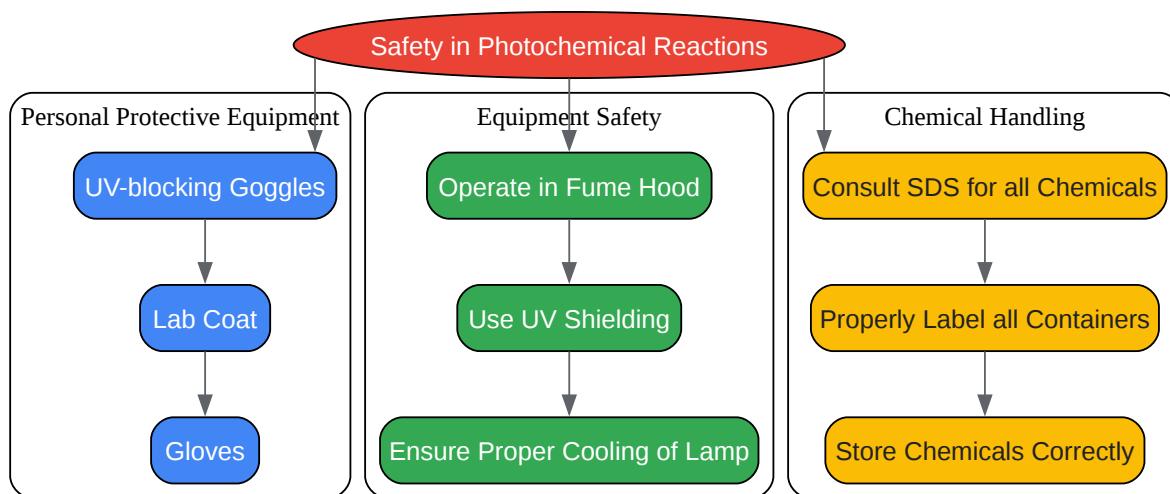 Safety in Photochemical Reactions
Personal Protective Equipment
UV-blocking Goggles
Lab Coat
Gloves
Equipment Safety
Operate in Fume Hood
Use UV Shielding
Ensure Proper Cooling of Lamp
Chemical Handling
Consult SDS for all Chemicals
Properly Label all Containers
Store Chemicals Correctly